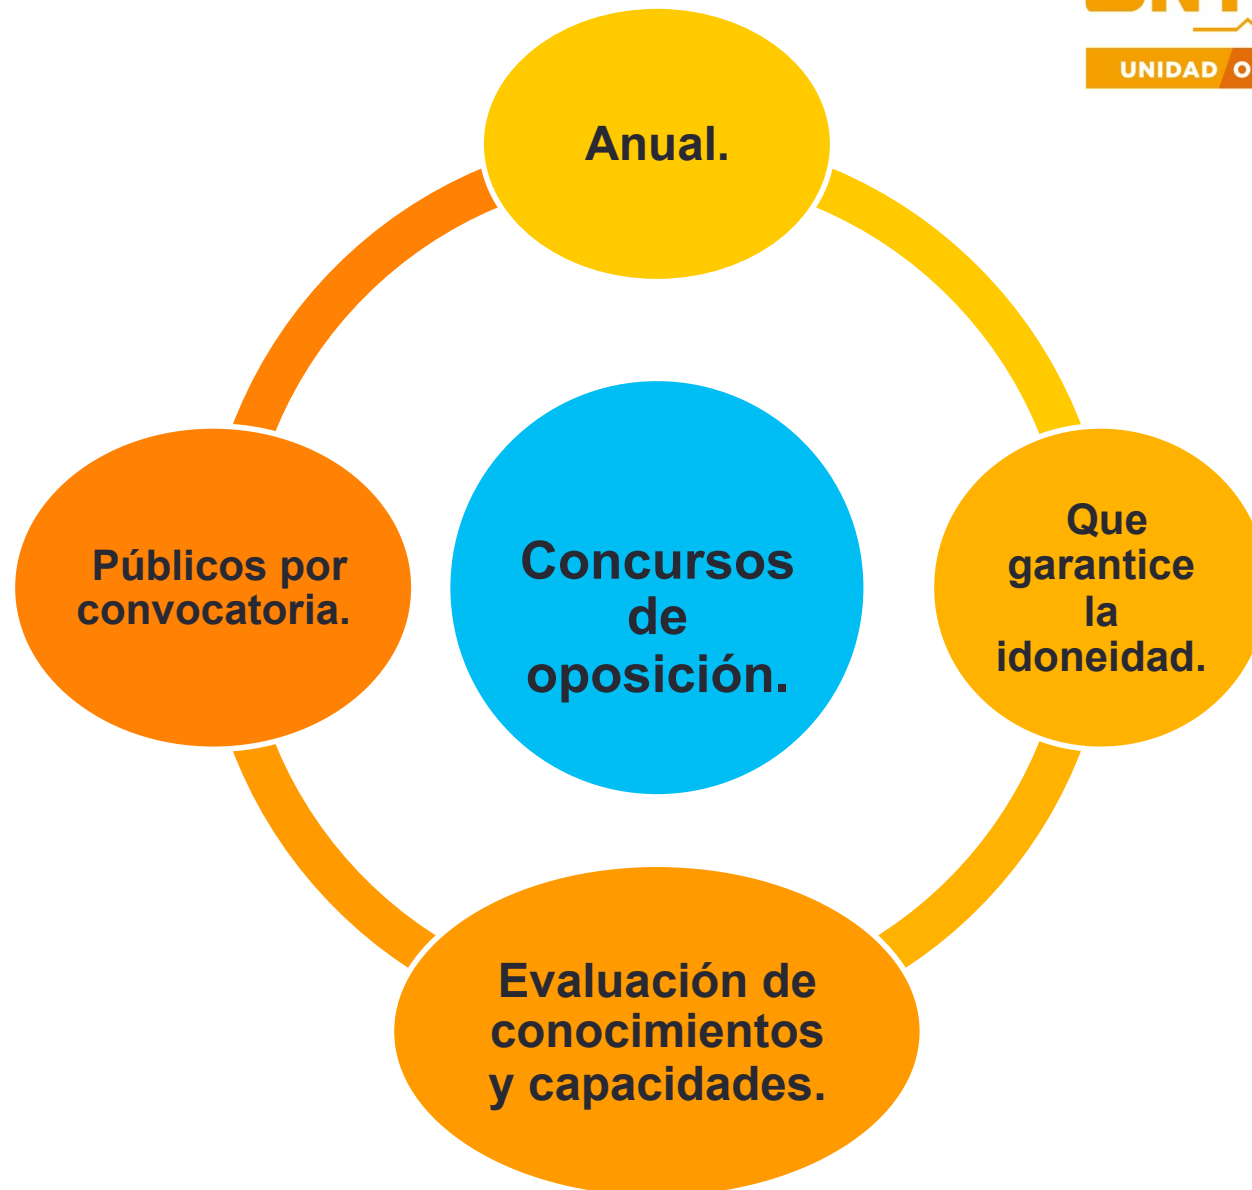 UNIDAD
Anual.
Que
garantice
la
idoneidad.
Públicos por
convocatoria.
Concursos
de
oposición.
Evaluación de
conocimientos
y capacidades.